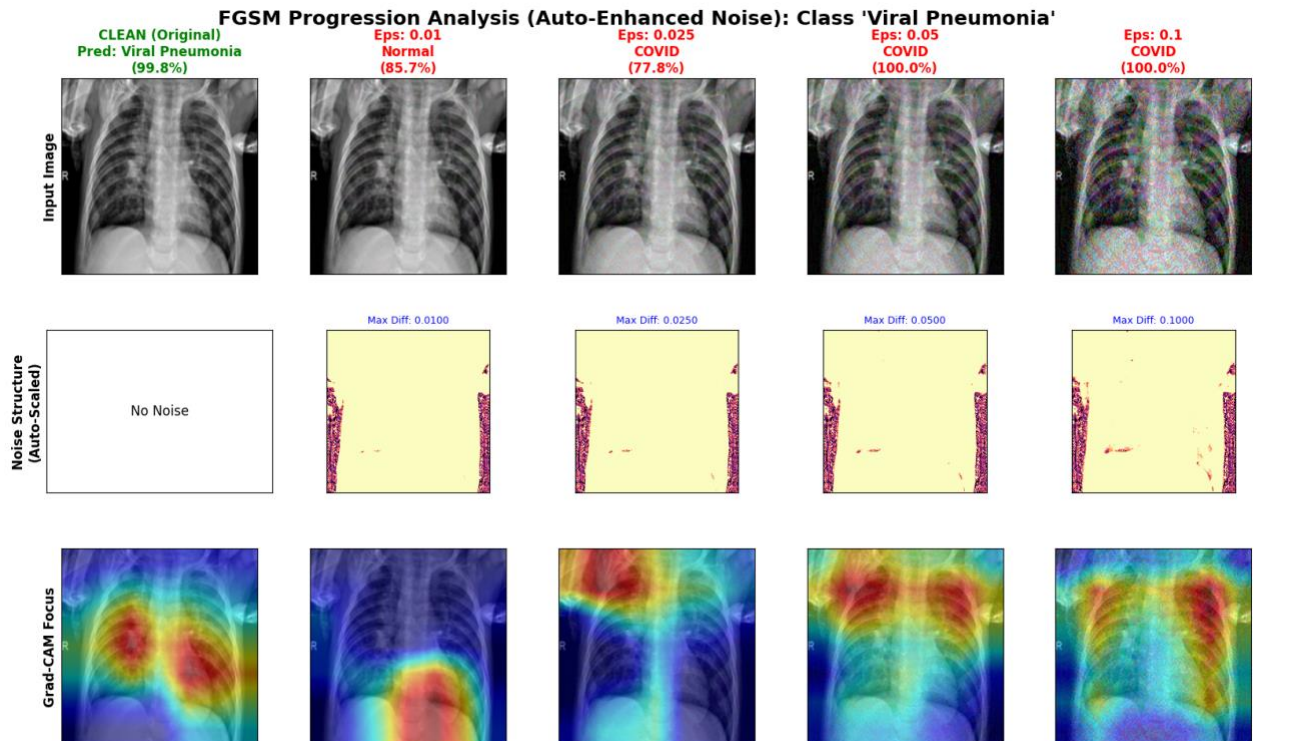 FGSM Progression Analysis (Auto-Enhanced Noise): Class 'Viral Pneumonia'
CLEAN (Original)
Pred: Viral Pneumonia
(99.8%)
Eps: 0.01
Normal
(85.7%)
Eps: 0.025
COVID
(77.8%)
Eps: 0.05
COVID
(100.0%)
Eps: 0.1
COVID
(100.0%)
Input Image
R
R
R
R
R
Noise Structure
(Auto-Scaled)
No Noise
Max Diff: 0.0100
Max Diff: 0.0250
Max Diff: 0.0500
Max Diff: 0.1000
Grad-CAM Focus
R
R
R
R
R